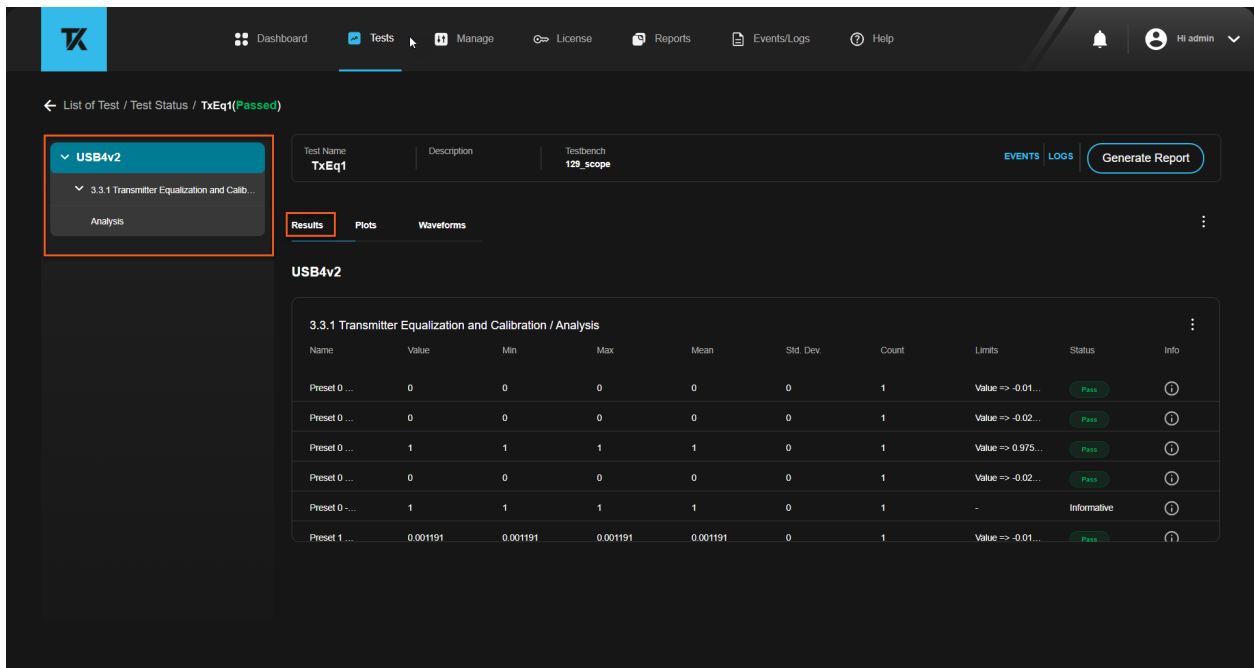 TK
Dashboard Tests Manage License Reports Events/Logs Help Hi admin
List of Test / Test Status / TxEq1(Passed)
USB4v2
3.3.1 Transmitter Equalization and Calib...
Analysis
Test Name Description Testbench
TxEq1 129_scope
EVENTS LOGS Generate Report
Results Plots Waveforms
USB4v2
3.3.1 Transmitter Equalization and Calibration / Analysis
Name Value Min Max Mean Std. Dev. Count Limits Status Info
Preset 0 ... 0 0 0 0 0 1 Value => -0.01... Pass
Preset 0 ... 0 0 0 0 0 1 Value => -0.02... Pass
Preset 0 ... 1 1 1 1 0 1 Value => 0.975... Pass
Preset 0 ... 0 0 0 0 0 1 Value => -0.02... Pass
Preset 0 -... 1 1 1 1 0 1 - Informative
Preset 1 ... 0.001191 0.001191 0.001191 0.001191 0 1 Value => -0.01... Pass